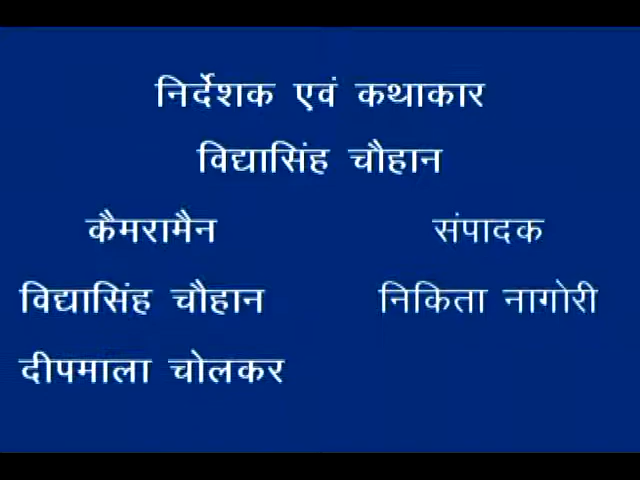 निर्देशक एवं कथाकार
विद्यासिंह चौहान
कैमरामैन
संपादक
विद्यासिंह चौहान
निकिता नागोरी
दीपमाला चोलकर